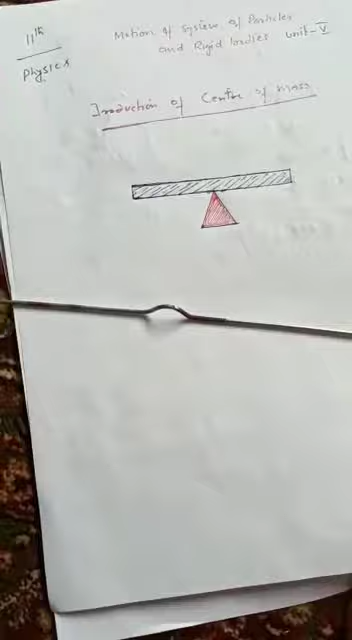 11th
Physics
Motion of System of Particles
and Rigid bodies unit-V
Introduction of Centre of mass